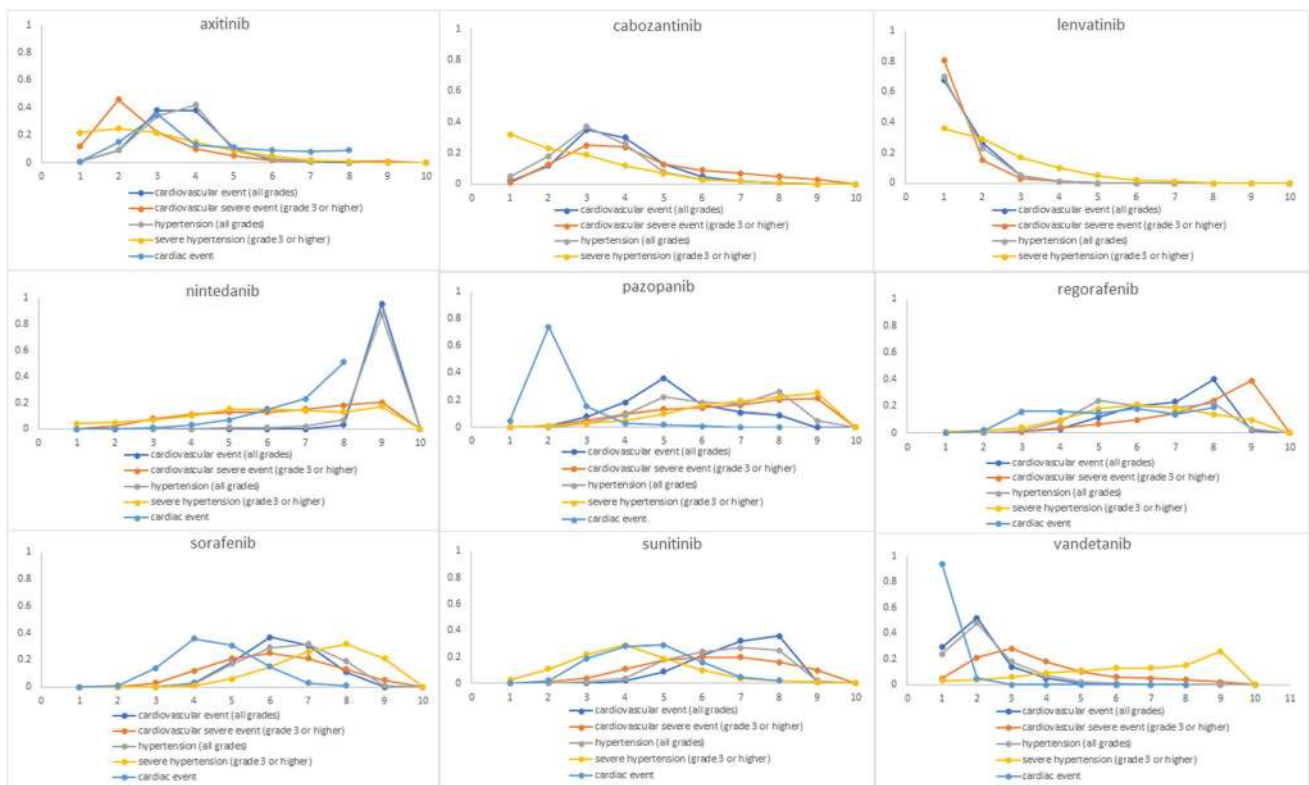 axitinib
1
0.8
0.6
0.4
0.2
0
0 1 2 3 4 5 6 7 8 9 10
cardiovascular event (all grades)
cardiovascular severe event (grade 3 or higher)
hypertension (all grades)
severe hypertension (grade 3 or higher)
cardiac event
cabozantinib
1
0.8
0.6
0.4
0.2
0
0 1 2 3 4 5 6 7 8 9 10
cardiovascular event (all grades)
cardiovascular severe event (grade 3 or higher)
hypertension (all grades)
severe hypertension (grade 3 or higher)
lenvatinib
1
0.8
0.6
0.4
0.2
0
0 1 2 3 4 5 6 7 8 9 10
cardiovascular event (all grades)
cardiovascular severe event (grade 3 or higher)
hypertension (all grades)
severe hypertension (grade 3 or higher)
nintedanib
1
0.8
0.6
0.4
0.2
0
0 1 2 3 4 5 6 7 8 9 10
cardiovascular event (all grades)
cardiovascular severe event (grade 3 or higher)
hypertension (all grades)
severe hypertension (grade 3 or higher)
cardiac event
pazopanib
1
0.8
0.6
0.4
0.2
0
0 1 2 3 4 5 6 7 8 9 10
cardiovascular event (all grades)
cardiovascular severe event (grade 3 or higher)
hypertension (all grades)
severe hypertension (grade 3 or higher)
cardiac event
regorafenib
1
0.8
0.6
0.4
0.2
0
0 1 2 3 4 5 6 7 8 9 10
cardiovascular event (all grades)
cardiovascular severe event (grade 3 or higher)
hypertension (all grades)
severe hypertension (grade 3 or higher)
cardiac event
sorafenib
1
0.8
0.6
0.4
0.2
0
0 1 2 3 4 5 6 7 8 9 10
cardiovascular event (all grades)
cardiovascular severe event (grade 3 or higher)
hypertension (all grades)
severe hypertension (grade 3 or higher)
cardiac event
sunitinib
1
0.8
0.6
0.4
0.2
0
0 1 2 3 4 5 6 7 8 9 10
cardiovascular event (all grades)
cardiovascular severe event (grade 3 or higher)
hypertension (all grades)
severe hypertension (grade 3 or higher)
cardiac event
vandetanib
1
0.8
0.6
0.4
0.2
0
0 1 2 3 4 5 6 7 8 9 10 11
cardiovascular event (all grades)
cardiovascular severe event (grade 3 or higher)
hypertension (all grades)
severe hypertension (grade 3 or higher)
cardiac event